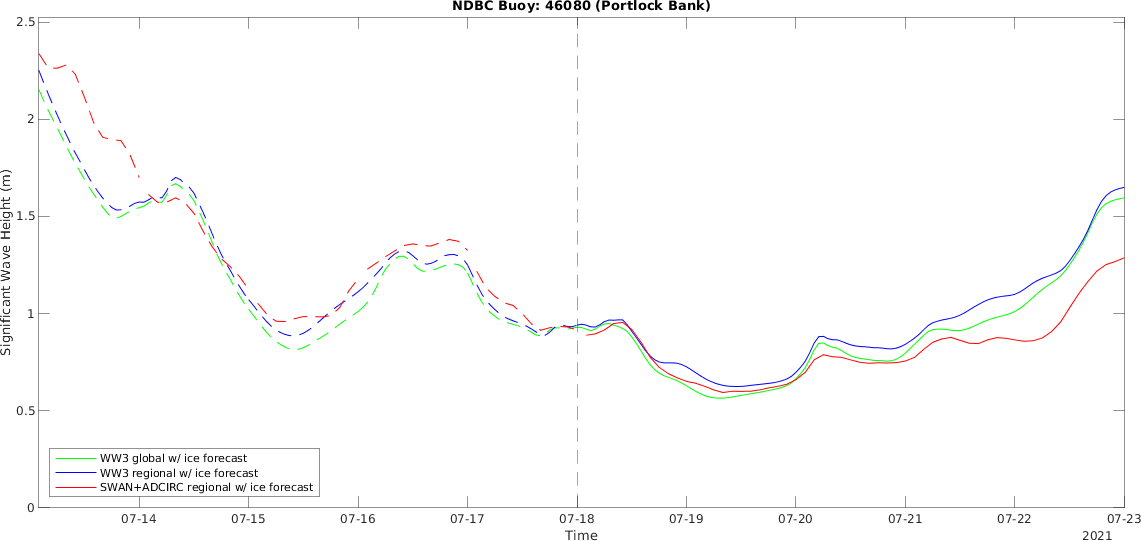 NDBC Buoy: 46080 (Portlock Bank)
2.5
2
1.5
1
0.5
0
Significant Wave Height (m)
WW3 global w/ ice forecast
WW3 regional w/ ice forecast
SWAN+ADCIRC regional w/ ice forecast
07-14 07-15 07-16 07-17 07-18 07-19 07-20 07-21 07-22 07-23
Time
2021